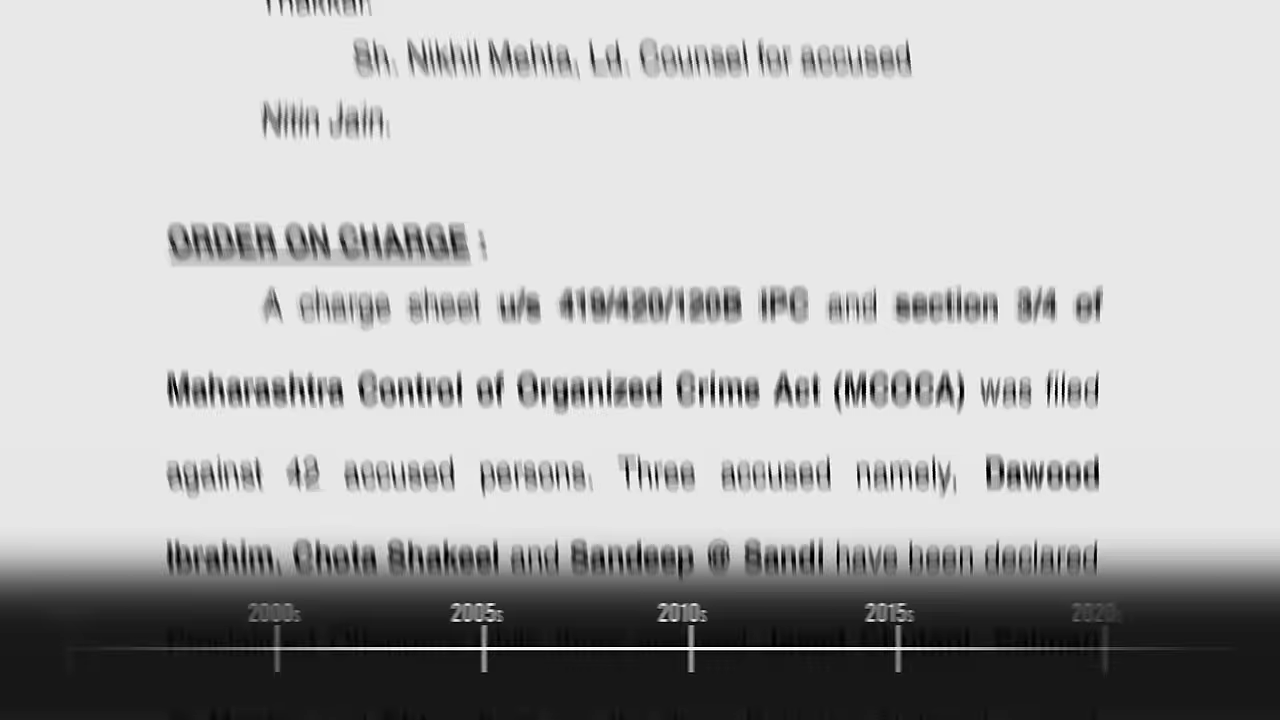 Thakkar.
Sh. Nikhil Mehta, Ld. Counsel for accused
Nitin Jain.
ORDER ON CHARGE :
A charge sheet u/s 419/420/120B IPC and section 3/4 of
Maharashtra Control of Organized Crime Act (MCOCA) was filed
against 42 accused persons. Three accused namely, Dawood
Ibrahim, Chota Shakeel and Sandeep @ Sandi have been declared
2000s 2005s 2010s 2015s 2020s